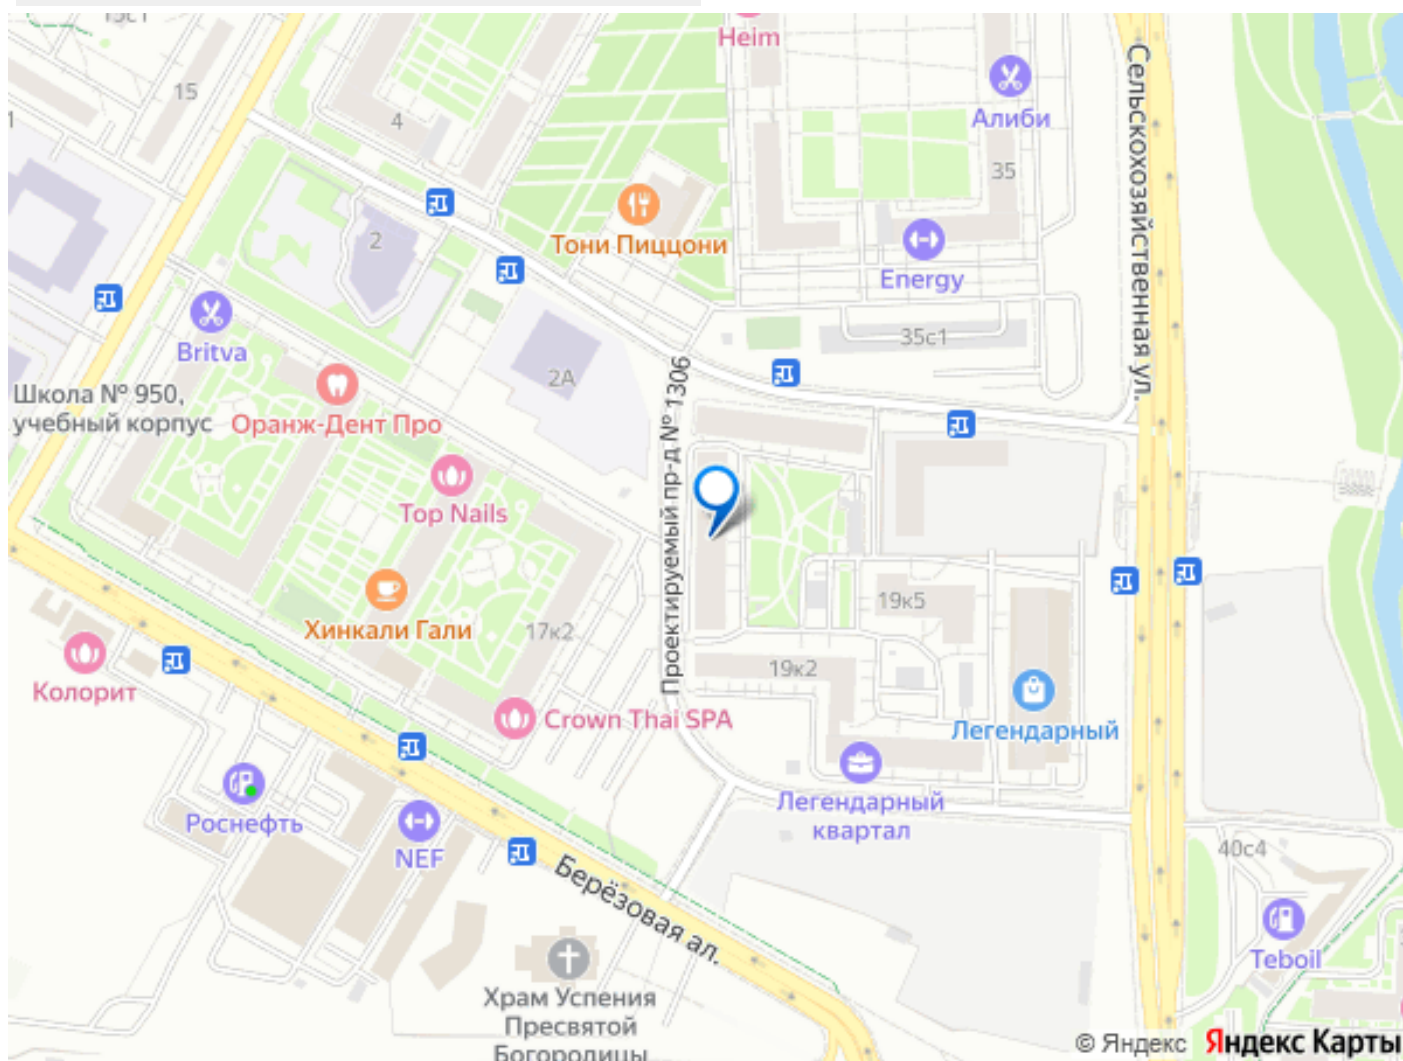 Heim
15
Алиби
4
35
Сельскохозяйственная ул.
Тони Пиццони
2
Energy
35с1
Britva
2А
Школа № 950,
учебный корпус
Оранж-Дент Про
Проектируемый пр-д № 1306
Top Nails
19к5
Хинкали Гали
17к2
19к2
Колорит
Crown Thai SPA
Легендарный
Легендарный
квартал
Роснефть
NEF
40с4
Берёзовая ал.
Teboil
Храм Успения
Пресвятой
Богородицы
© Яндекс Яндекс Карты